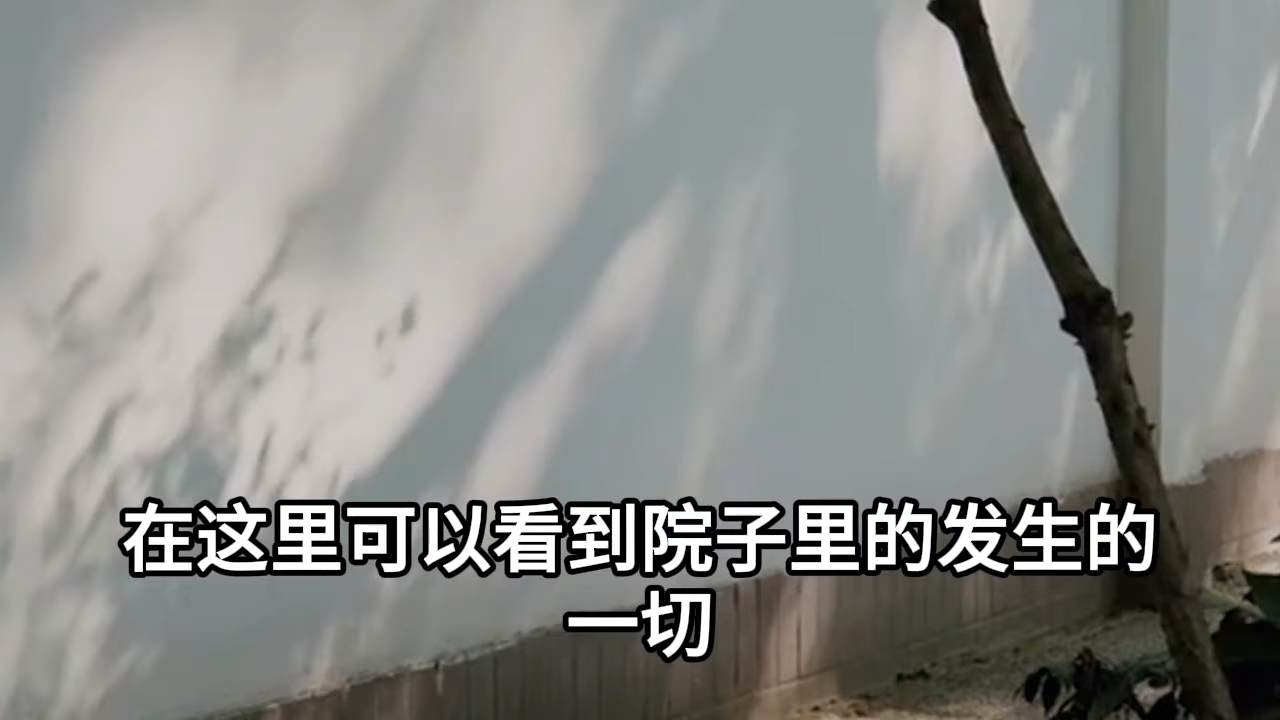 在这里可以看到院子里的发生的
一切